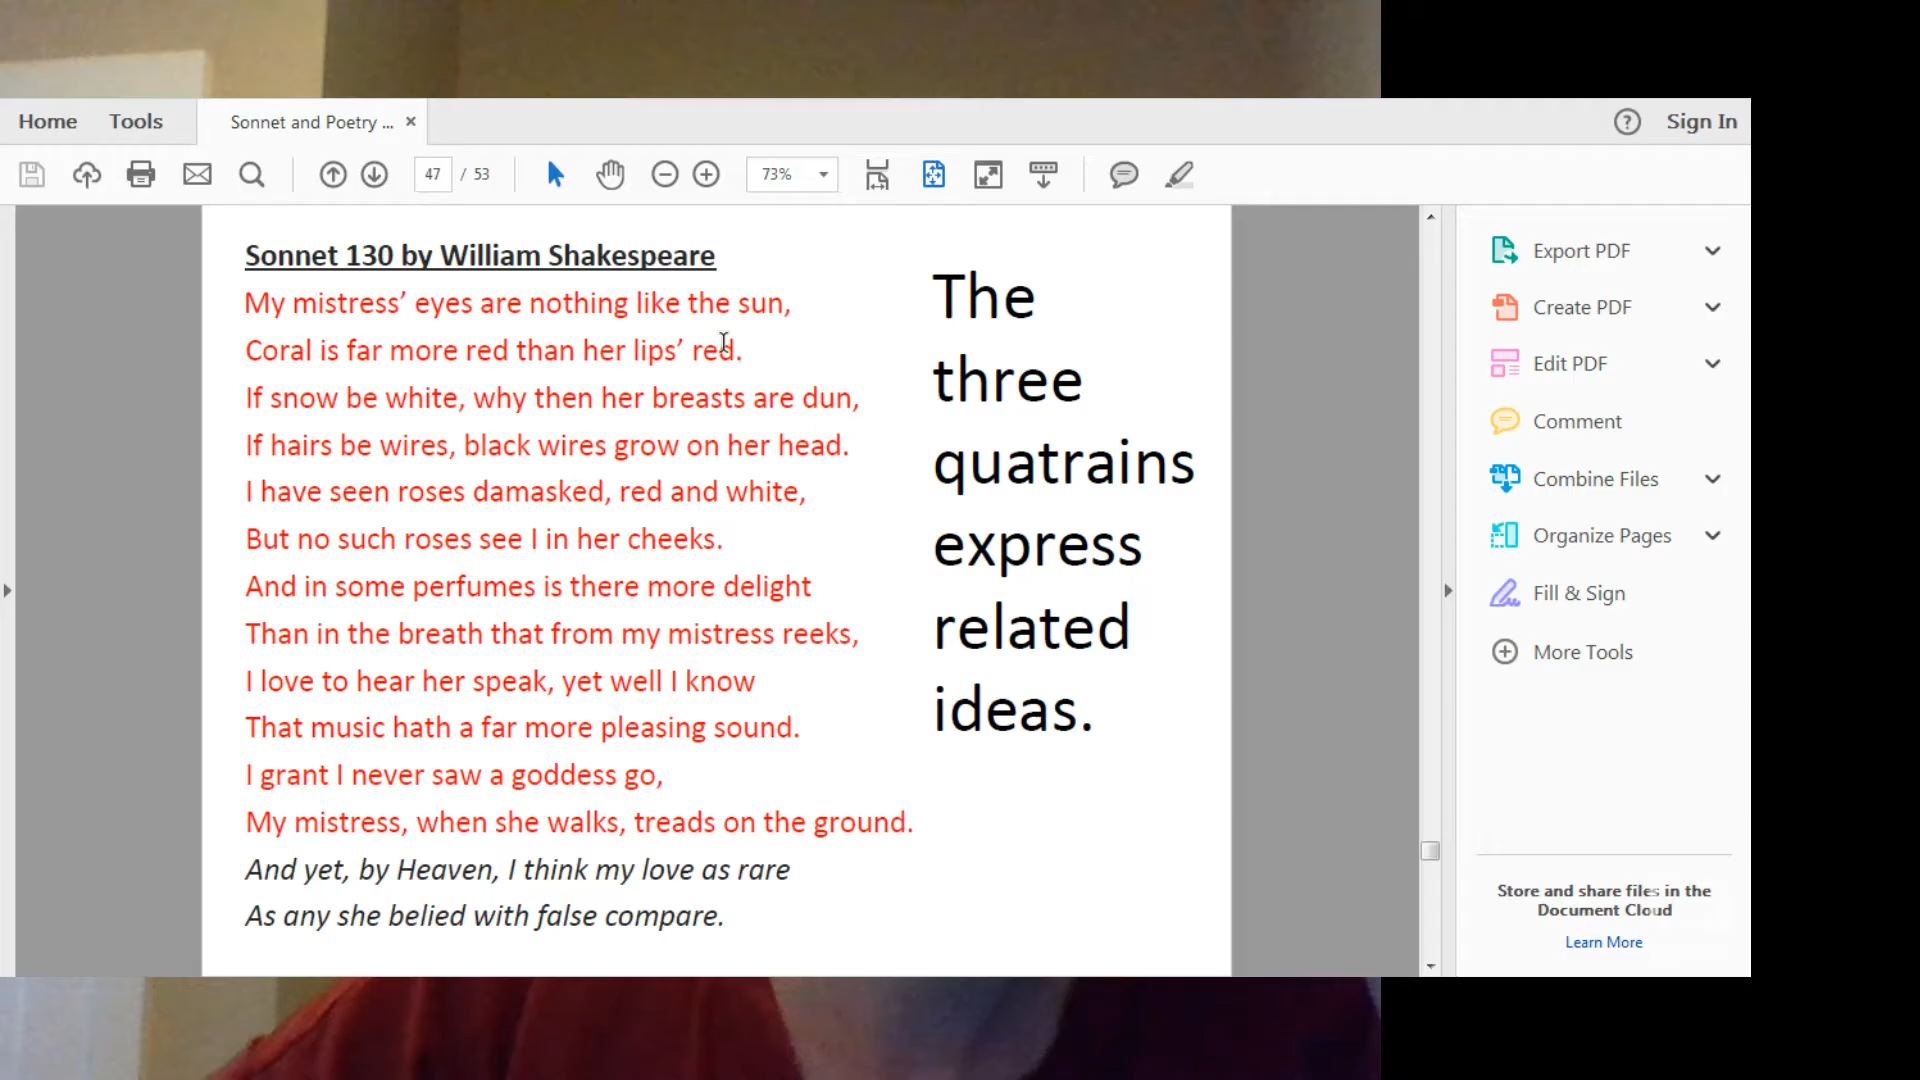 Home Tools Sonnet and Poetry ... × ? Sign In
47 / 53 73%
Sonnet 130 by William Shakespeare
My mistress’ eyes are nothing like the sun,
Coral is far more red than her lips’ red.
If snow be white, why then her breasts are dun,
If hairs be wires, black wires grow on her head.
I have seen roses damasked, red and white,
But no such roses see I in her cheeks.
And in some perfumes is there more delight
Than in the breath that from my mistress reeks,
I love to hear her speak, yet well I know
That music hath a far more pleasing sound.
I grant I never saw a goddess go,
My mistress, when she walks, treads on the ground.
And yet, by Heaven, I think my love as rare
As any she belied with false compare.
The
three
quatrains
express
related
ideas.
Export PDF
Create PDF
Edit PDF
Comment
Combine Files
Organize Pages
Fill & Sign
More Tools
Store and share files in the
Document Cloud
Learn More